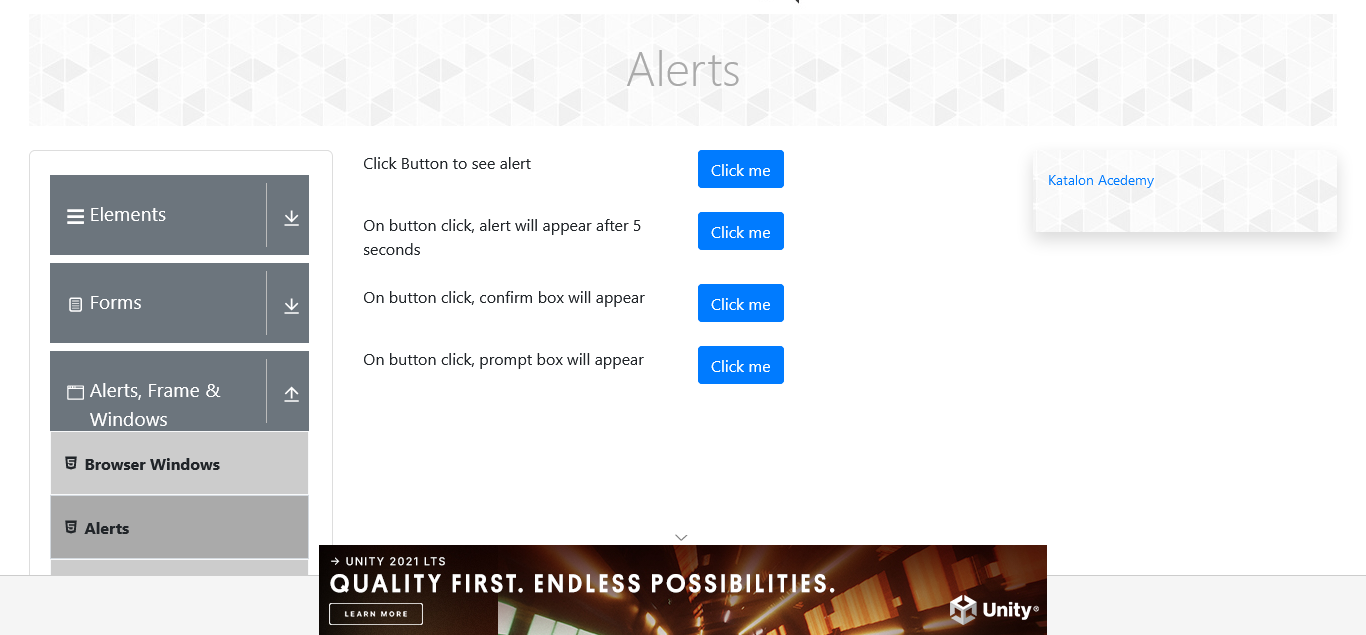 Alerts
Elements
Forms
Alerts, Frame &
Windows
Browser Windows
Alerts
Click Button to see alert
Click me
On button click, alert will appear after 5
seconds
Click me
On button click, confirm box will appear
Click me
On button click, prompt box will appear
Click me
Katalon Acedemy
→ UNITY 2021 LTS
QUALITY FIRST. ENDLESS POSSIBILITIES.
LEARN MORE
Unity®